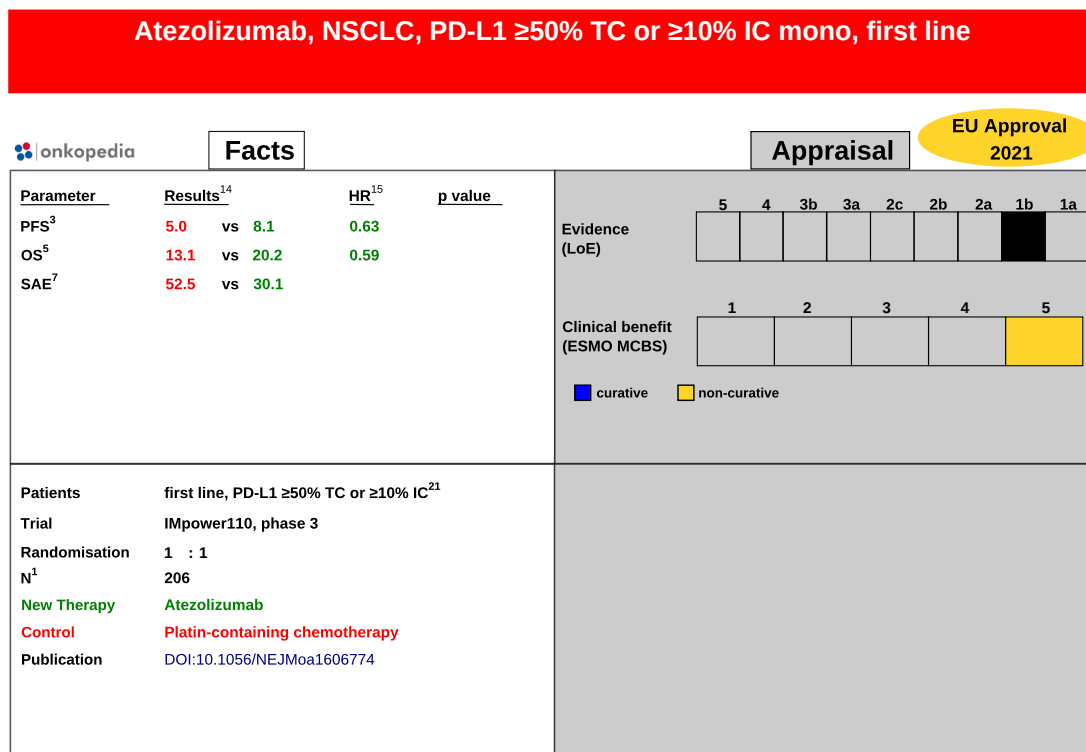 Atezolizumab, NSCLC, PD-L1 ≥50% TC or ≥10% IC mono, first line
EU Approval
2021
onkopedia
Facts
Appraisal
Parameter Results14 HR15 p value
PFS3 5.0 vs 8.1 0.63
OS5 13.1 vs 20.2 0.59
SAE7 52.5 vs 30.1
5 4 3b 3a 2c 2b 2a 1b 1a
Evidence
(LoE)
1 2 3 4 5
Clinical benefit
(ESMO MCBS)
curative non-curative
Patients first line, PD-L1 ≥50% TC or ≥10% IC21
Trial IMpower110, phase 3
Randomisation 1 : 1
N1 206
New Therapy Atezolizumab
Control Platin-containing chemotherapy
Publication DOI:10.1056/NEJMoa1606774